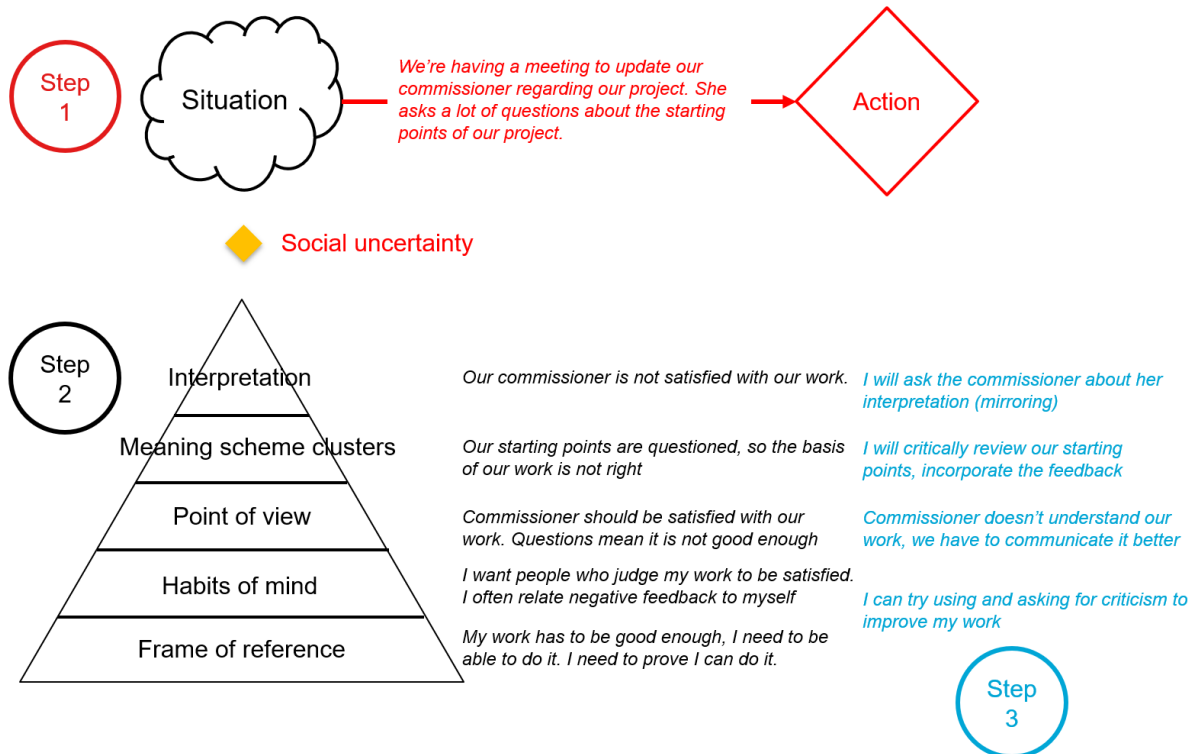 Step
1
Situation
We're having a meeting to update our
commissioner regarding our project. She
asks a lot of questions about the starting
points of our project.
Action
Social uncertainty
Step
2
Interpretation
Our commissioner is not satisfied with our work.
I will ask the commissioner about her
interpretation (mirroring)
Meaning scheme clusters
Our starting points are questioned, so the basis
of our work is not right
I will critically review our starting
points, incorporate the feedback
Point of view
Commissioner should be satisfied with our
work. Questions mean it is not good enough
Commissioner doesn't understand our
work, we have to communicate it better
Habits of mind
I want people who judge my work to be satisfied.
I often relate negative feedback to myself
I can try using and asking for criticism to
improve my work
Frame of reference
My work has to be good enough, I need to be
able to do it. I need to prove I can do it.
Step
3